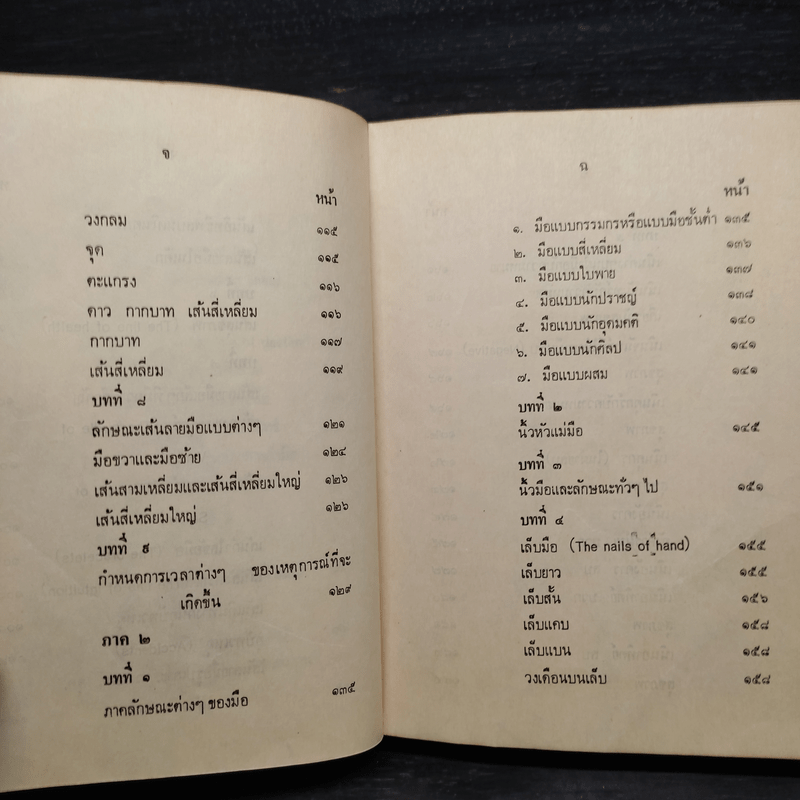 จ
หน้า
วงกลม ๑๑๕
จุด ๑๑๕
ตะแกรง ๑๑๖
ดาว กากบาท เส้นสี่เหลี่ยม ๑๑๖
กากบาท ๑๑๗
เส้นสี่เหลี่ยม ๑๑๙
บทที่ ๘
ลักษณะเส้นลายมือแบบต่างๆ ๑๒๑
มือขวาและมือซ้าย ๑๒๔
เส้นสามเหลี่ยมและเส้นสี่เหลี่ยมใหญ่ ๑๒๖
เส้นสี่เหลี่ยมใหญ่ ๑๒๖
บทที่ ๙
กำหนดการเวลาต่างๆ ของเหตุการณ์ที่จะ
เกิดขึ้น ๑๒๙
ภาค ๒
บทที่ ๑
ภาคลักษณะต่างๆ ของมือ ๑๓๕
ฉ
หน้า
๑. มือแบบกรรมกรหรือแบบมือชั้นต่ำ ๑๓๕
๒. มือแบบสี่เหลี่ยม ๑๓๖
๓. มือแบบใบพาย ๑๓๗
๔. มือแบบนักปราชญ์ ๑๓๘
๕. มือแบบนักอุดมคติ ๑๔๐
๖. มือแบบนักศิลป ๑๔๑
๗. มือแบบผสม ๑๔๑
บทที่ ๒
นิ้วหัวแม่มือ ๑๔๕
บทที่ ๓
นิ้วมือและลักษณะทั่วๆ ไป ๑๕๑
บทที่ ๔
เล็บมือ (The nails of hand) ๑๕๕
เล็บยาว ๑๕๕
เล็บสั้น ๑๕๖
เล็บแคบ ๑๕๘
เล็บแบน ๑๕๘
วงเดือนบนเล็บ ๑๕๘